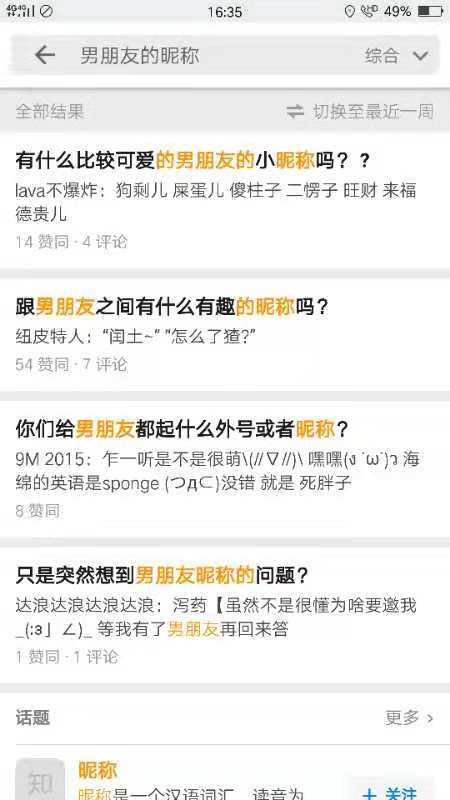 4G4G 16:35 49%
男朋友的昵称 综合
全部结果 切换至最近一周
有什么比较可爱的男朋友的小昵称吗？？
lava不爆炸：狗剩儿 屎蛋儿 傻柱子 二愣子 旺财 来福
德贵儿
14 赞同 · 4 评论
跟男朋友之间有什么有趣的昵称吗？
纽皮特人：“闰土~” “怎么了猹?”
54 赞同 · 7 评论
你们给男朋友都起什么外号或者昵称？
9M 2015：乍一听是不是很萌\(//∇//)\ 嘿嘿(ง ˙ω˙)ว 海
绵的英语是sponge (つд⊂)没错 就是 死胖子
8 赞同
只是突然想到男朋友昵称的问题？
达浪达浪达浪达浪：泻药【虽然不是很懂为啥要邀我
_(:3」∠)_ 等我有了男朋友再回来答
1 赞同 · 1 评论
话题 更多 ›
知 昵称
昵称是一个汉语词汇，读音为 + 关注